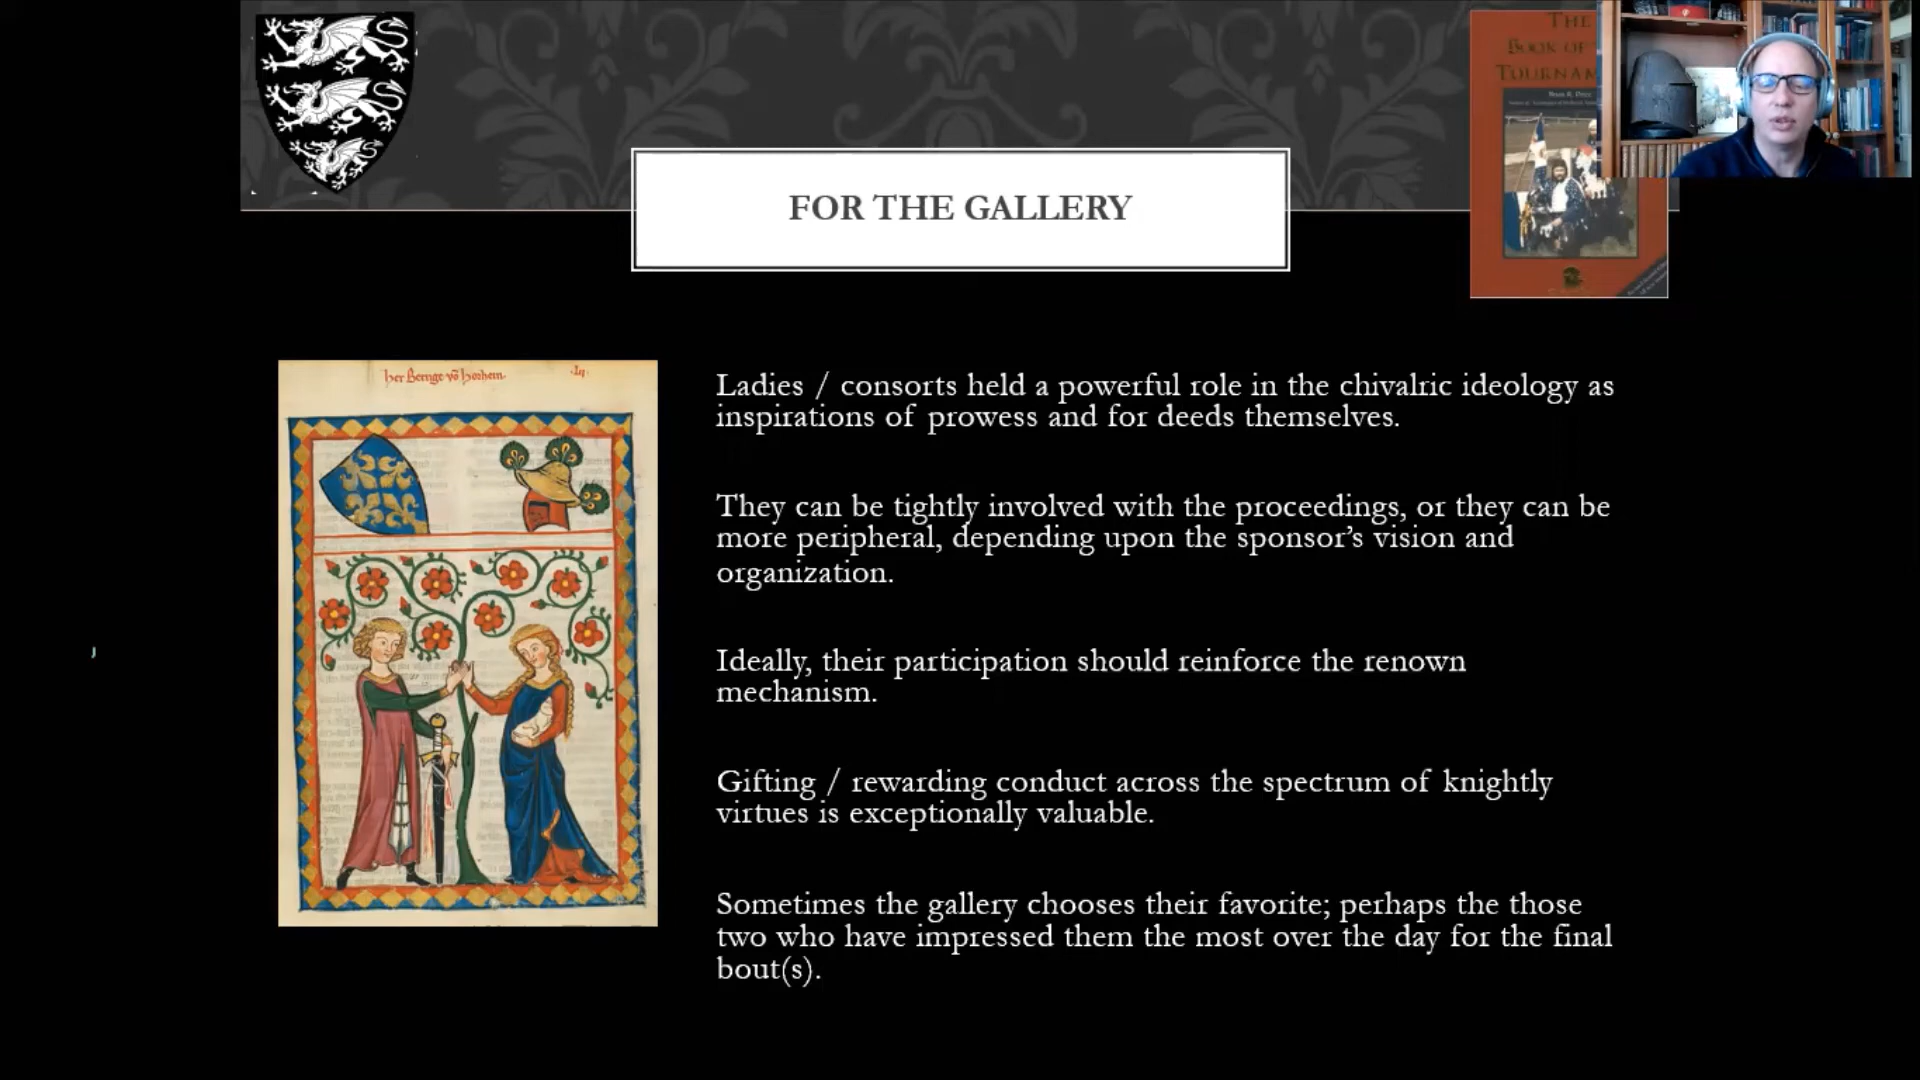 THE
BOOK OF
TOURNAM
Brian R. Price
FOR THE GALLERY
her Bernge võ horhem.
Ladies / consorts held a powerful role in the chivalric ideology as
inspirations of prowess and for deeds themselves.
They can be tightly involved with the proceedings, or they can be
more peripheral, depending upon the sponsor's vision and
organization.
Ideally, their participation should reinforce the renown
mechanism.
Gifting / rewarding conduct across the spectrum of knightly
virtues is exceptionally valuable.
Sometimes the gallery chooses their favorite; perhaps the those
two who have impressed them the most over the day for the final
bout(s).